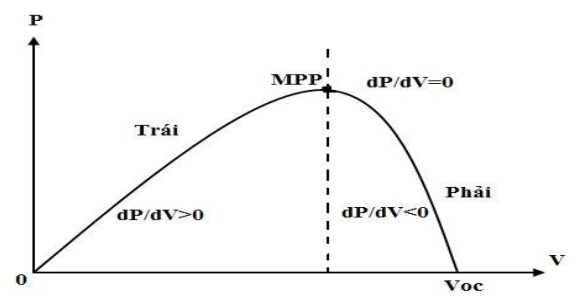 P
MPP
dP/dV=0
Trái
Phải
dP/dV>0
dP/dV<0
V
0
Voc